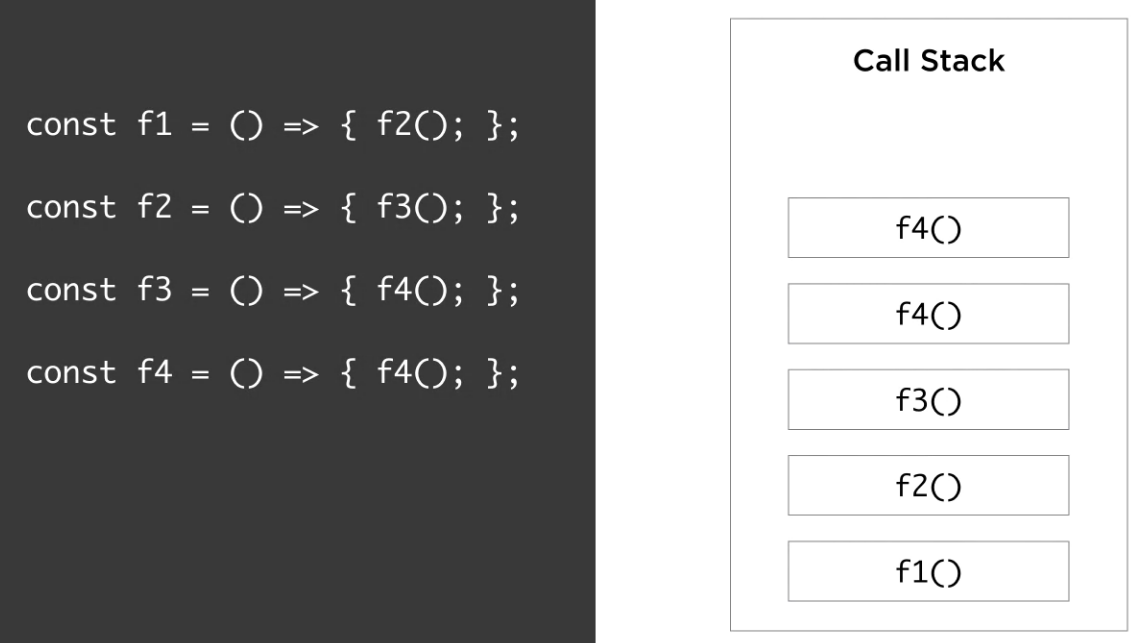 const f1 = () => { f2(); };
const f2 = () => { f3(); };
const f3 = () => { f4(); };
const f4 = () => { f4(); };
Call Stack
f4()
f4()
f3()
f2()
f1()